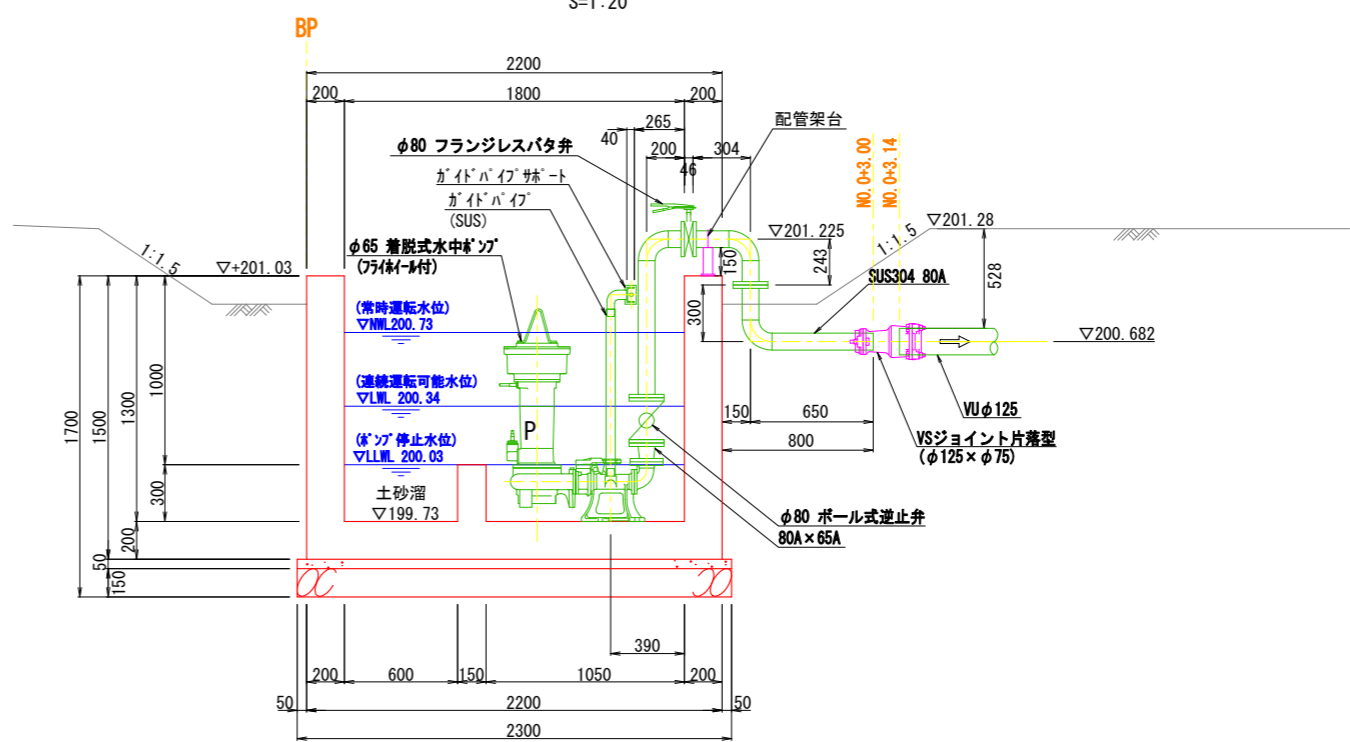 S=1:20
BP
2200
200
1800
200
265
40
200
304
46
配管架台
φ80 フランジレスバタ弁
ガイドパイプサポート
ガイドパイプ
(SUS)
φ65 着脱式水中ポンプ
(フライホイール付)
NO.0+3.00
NO.0+3.14
▽201.28
▽201.225
1:1.5
1:1.5
▽+201.03
150
243
528
SUS304 80A
300
(常時運転水位)
▽NWL200.73
▽200.682
(連続運転可能水位)
▽LWL 200.34
P
(ポンプ停止水位)
▽LLWL 200.03
土砂溜
▽199.73
1700
1500
1300
1000
300
200
50
150
150
650
800
VUφ125
VSジョイント片落型
(φ125×φ75)
φ80 ボール式逆止弁
80A×65A
390
200
600
150
1050
200
50
2200
50
2300